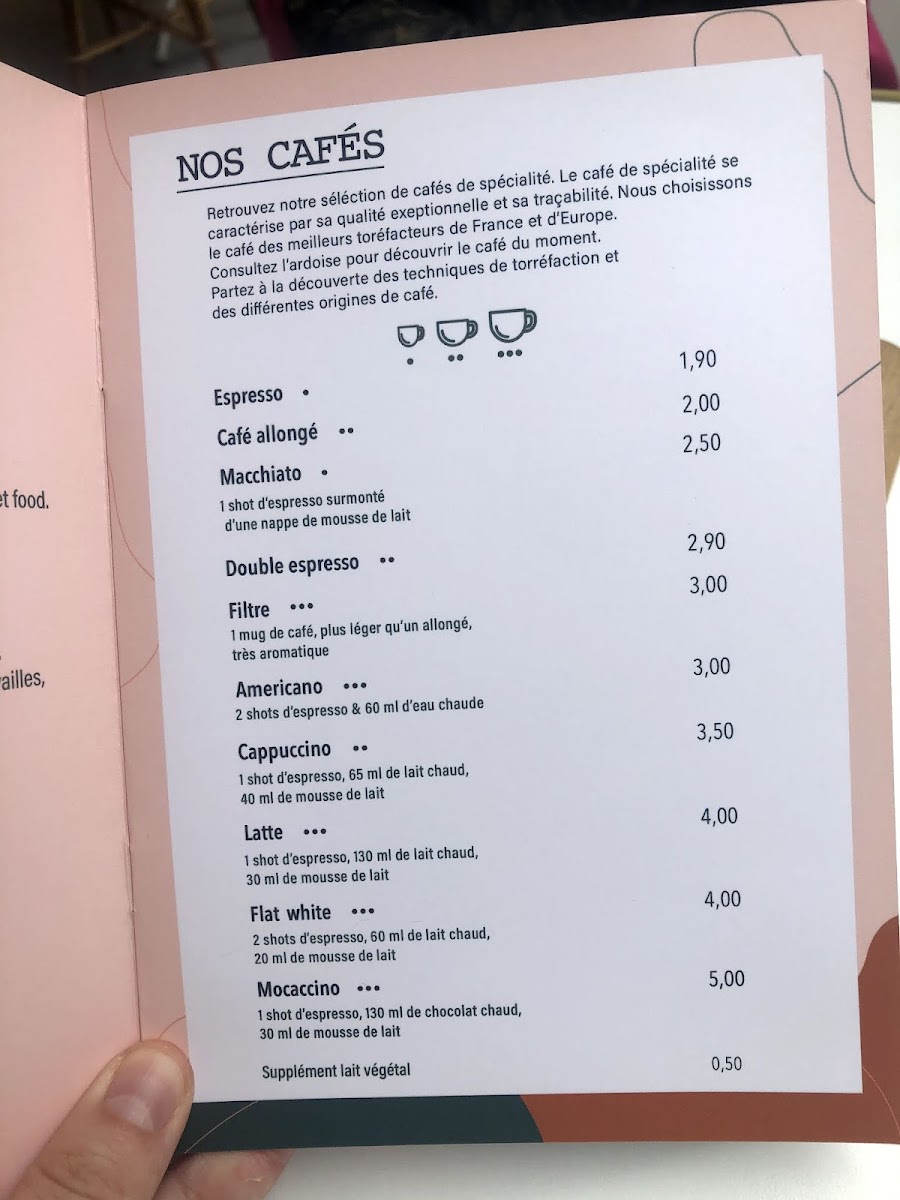 NOS CAFÉS
Retrouvez notre séléction de cafés de spécialité. Le café de spécialité se
caractérise par sa qualité exeptionnelle et sa traçabilité. Nous choisissons
le café des meilleurs toréfacteurs de France et d'Europe.
Consultez l'ardoise pour découvrir le café du moment.
Partez à la découverte des techniques de torréfaction et
des différentes origines de café.
Espresso • 1,90
Café allongé •• 2,00
Macchiato • 2,50
1 shot d'espresso surmonté
d'une nappe de mousse de lait
Double espresso •• 2,90
Filtre ••• 3,00
1 mug de café, plus léger qu'un allongé,
très aromatique
Americano ••• 3,00
2 shots d'espresso & 60 ml d'eau chaude
Cappuccino •• 3,50
1 shot d'espresso, 65 ml de lait chaud,
40 ml de mousse de lait
Latte ••• 4,00
1 shot d'espresso, 130 ml de lait chaud,
30 ml de mousse de lait
Flat white ••• 4,00
2 shots d'espresso, 60 ml de lait chaud,
20 ml de mousse de lait
Mocaccino ••• 5,00
1 shot d'espresso, 130 ml de chocolat chaud,
30 ml de mousse de lait
Supplément lait végétal 0,50
et food.